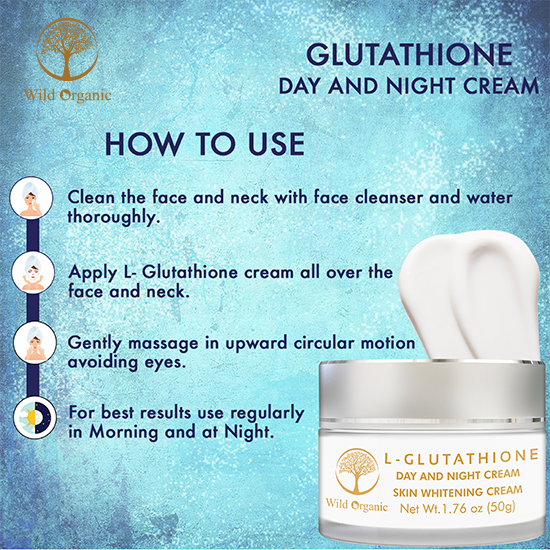 Wild Organic
GLUTATHIONE
DAY AND NIGHT CREAM
HOW TO USE
Clean the face and neck with face cleanser and water
thoroughly.
Apply L- Glutathione cream all over the
face and neck.
Gently massage in upward circular motion
avoiding eyes.
For best results use regularly
in Morning and at Night.
L-GLUTATHIONE
DAY AND NIGHT CREAM
SKIN WHITENING CREAM
Wild Organic
Net Wt.1.76 oz (50g)